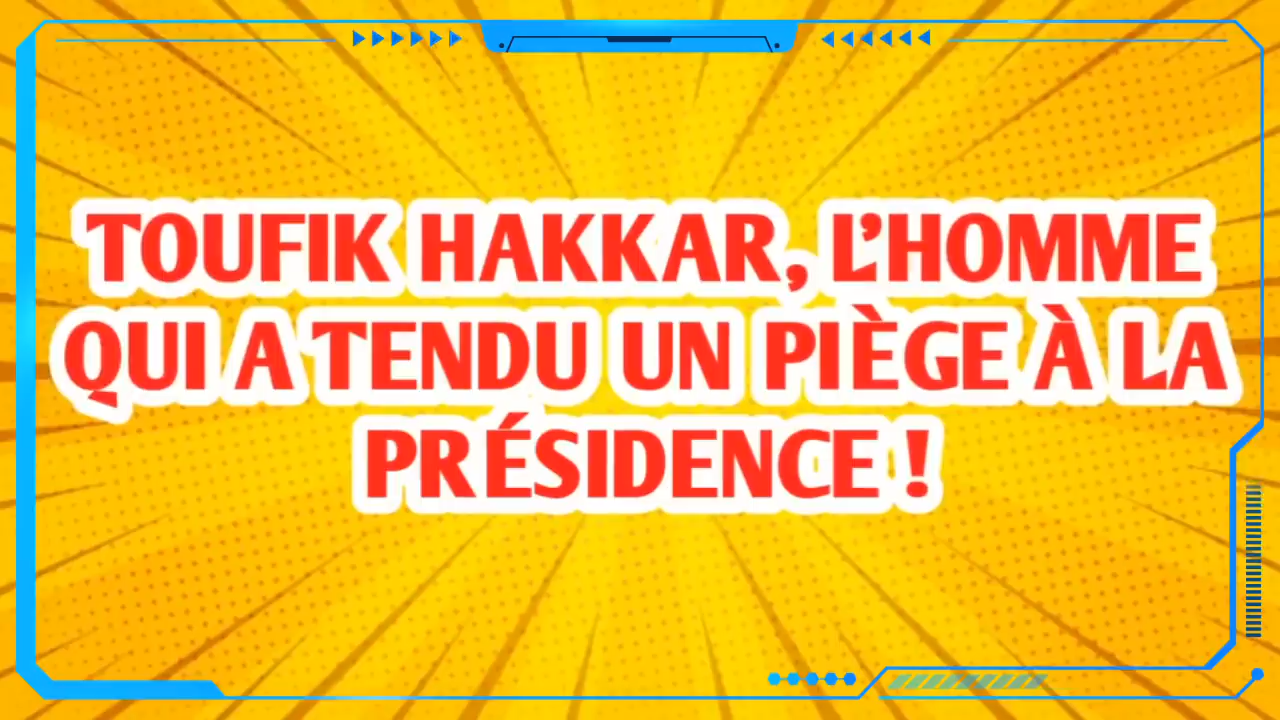 TOUFIK HAKKAR, L’HOMME
QUI A TENDU UN PIÈGE À LA
PRÉSIDENCE !